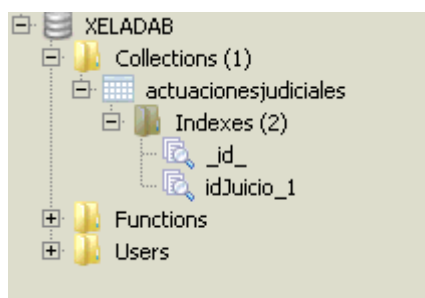 XELADAB
Collections (1)
actuacionesjudiciales
Indexes (2)
_id_
idJuicio_1
Functions
Users